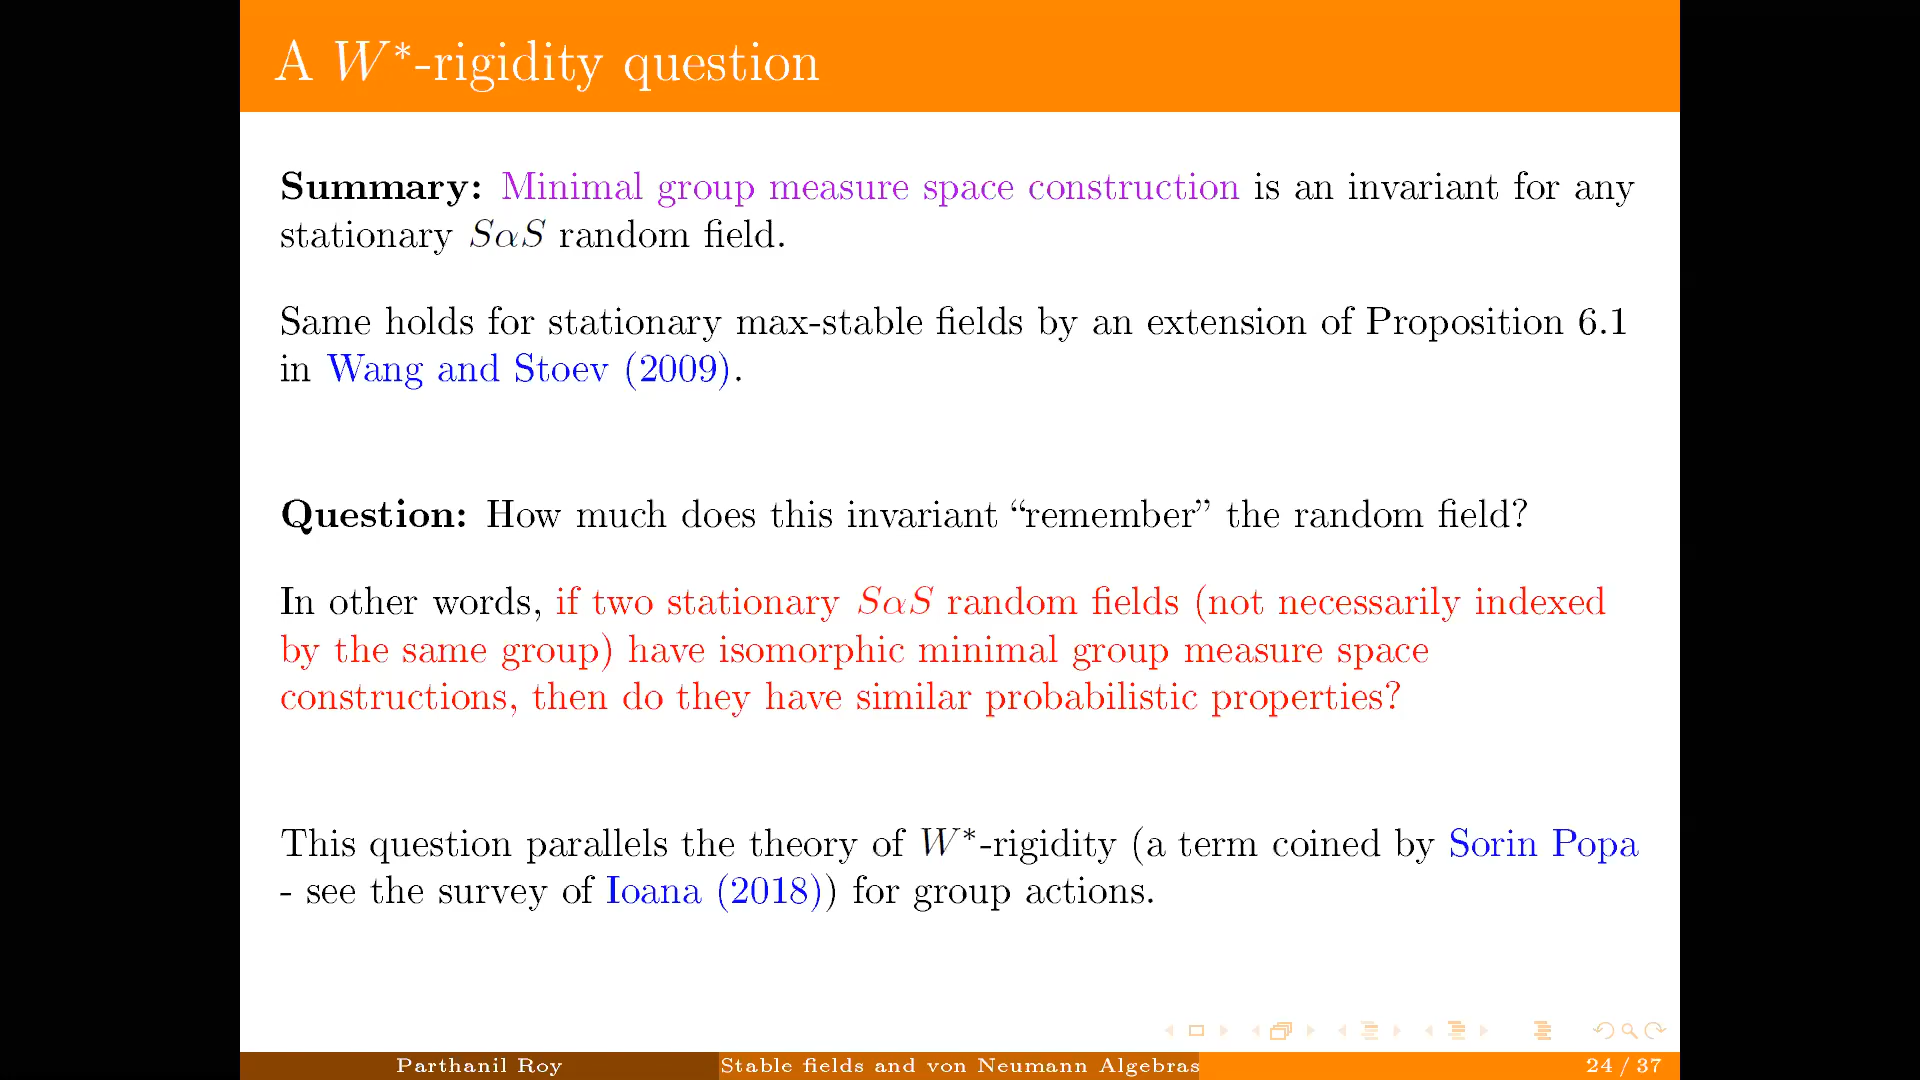 A W*-rigidity question
Summary: Minimal group measure space construction is an invariant for any
stationary SαS random field.
Same holds for stationary max-stable fields by an extension of Proposition 6.1
in Wang and Stoev (2009).
Question: How much does this invariant “remember” the random field?
In other words, if two stationary SαS random fields (not necessarily indexed
by the same group) have isomorphic minimal group measure space
constructions, then do they have similar probabilistic properties?
This question parallels the theory of W*-rigidity (a term coined by Sorin Popa
- see the survey of Ioana (2018)) for group actions.
Parthanil Roy
Stable fields and von Neumann Algebras
24 / 37